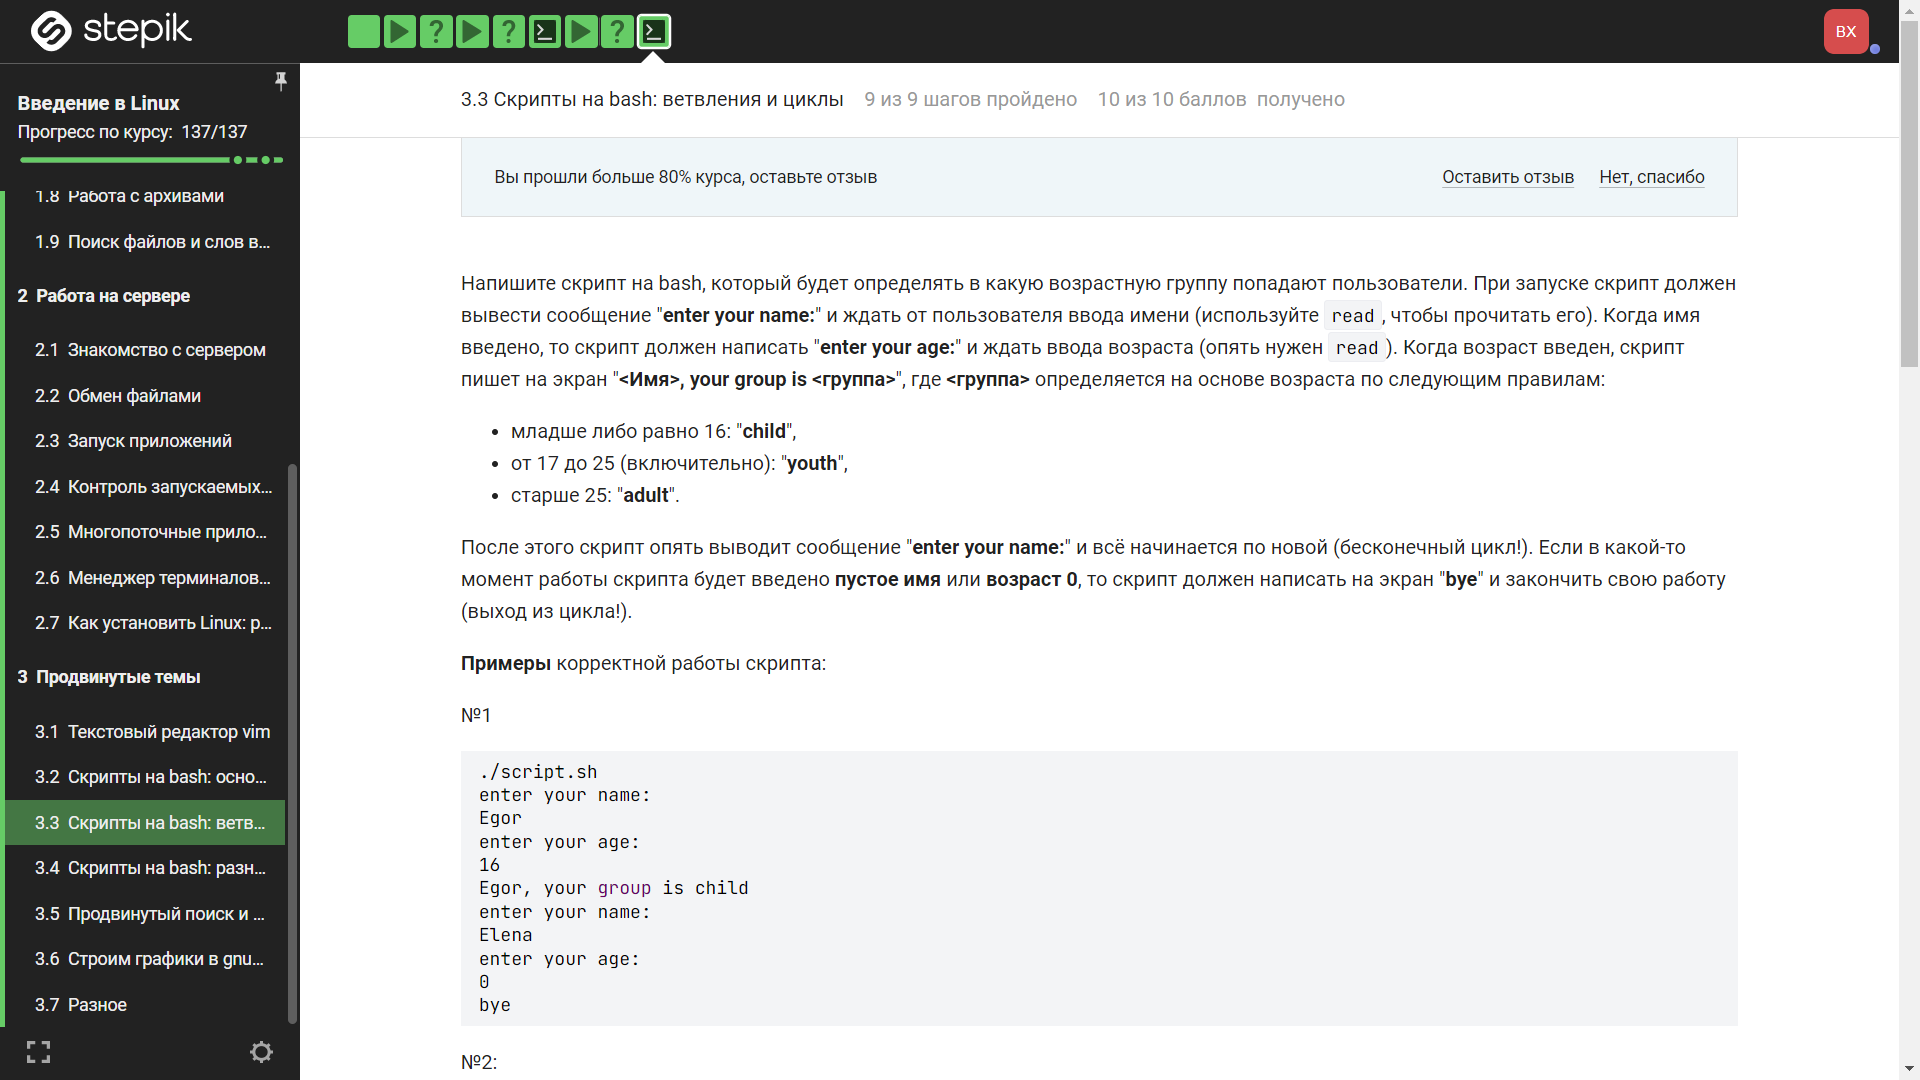 stepik
BX
Введение в Linux
Прогресс по курсу: 137/137
1.8 Работа с архивами
1.9 Поиск файлов и слов в...
2 Работа на сервере
2.1 Знакомство с сервером
2.2 Обмен файлами
2.3 Запуск приложений
2.4 Контроль запускаемых...
2.5 Многопоточные прило...
2.6 Менеджер терминалов...
2.7 Как установить Linux: р...
3 Продвинутые темы
3.1 Текстовый редактор vim
3.2 Скрипты на bash: осно...
3.3 Скрипты на bash: ветв...
3.4 Скрипты на bash: разн...
3.5 Продвинутый поиск и ...
3.6 Строим графики в gnu...
3.7 Разное
3.3 Скрипты на bash: ветвления и циклы 9 из 9 шагов пройдено 10 из 10 баллов получено
Вы прошли больше 80% курса, оставьте отзыв Оставить отзыв Нет, спасибо
Напишите скрипт на bash, который будет определять в какую возрастную группу попадают пользователи. При запуске скрипт должен
вывести сообщение "enter your name:" и ждать от пользователя ввода имени (используйте read, чтобы прочитать его). Когда имя
введено, то скрипт должен написать "enter your age:" и ждать ввода возраста (опять нужен read). Когда возраст введен, скрипт
пишет на экран "<Имя>, your group is <группа>", где <группа> определяется на основе возраста по следующим правилам:
• младше либо равно 16: "child",
• от 17 до 25 (включительно): "youth",
• старше 25: "adult".
После этого скрипт опять выводит сообщение "enter your name:" и всё начинается по новой (бесконечный цикл!). Если в какой-то
момент работы скрипта будет введено пустое имя или возраст 0, то скрипт должен написать на экран "bye" и закончить свою работу
(выход из цикла!).
Примеры корректной работы скрипта:
№1
./script.sh
enter your name:
Egor
enter your age:
16
Egor, your group is child
enter your name:
Elena
enter your age:
0
bye
№2: